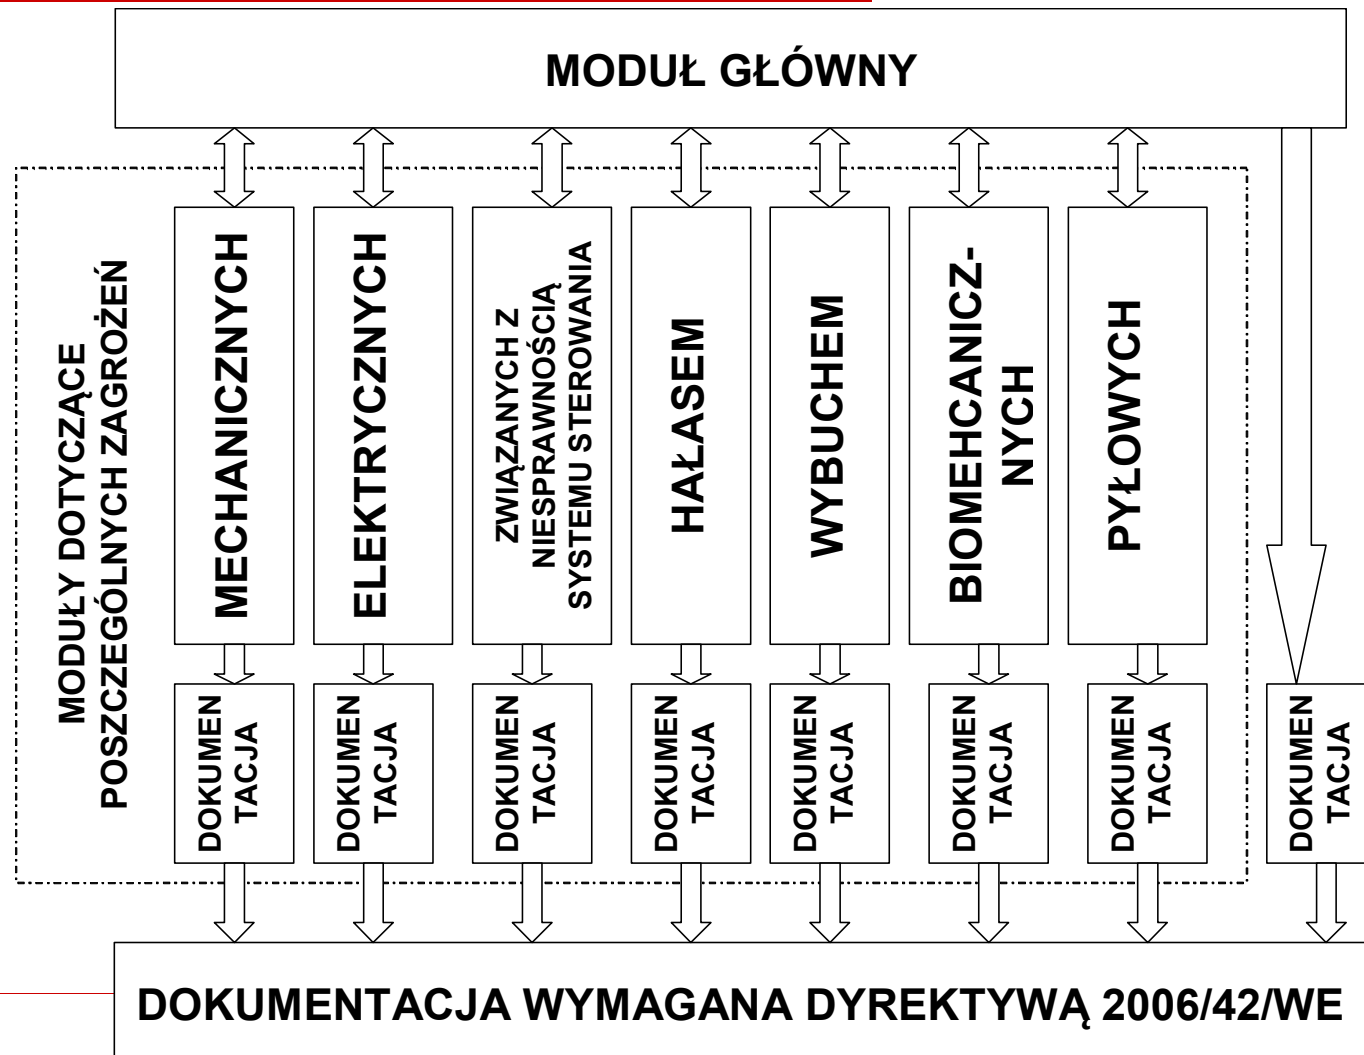 MODUŁ GŁÓWNY
MODUŁY DOTYCZĄCE
POSZCZEGÓLNYCH ZAGROŻEŃ
MECHANICZNYCH
ELEKTRYCZNYCH
ZWIĄZANYCH Z
NIESPRAWNOŚCIĄ
SYSTEMU STEROWANIA
HAŁASEM
WYBUCHEM
BIOMEHCANICZ-
NYCH
PYŁOWYCH
DOKUMEN
TACJA
DOKUMEN
TACJA
DOKUMEN
TACJA
DOKUMEN
TACJA
DOKUMEN
TACJA
DOKUMEN
TACJA
DOKUMEN
TACJA
DOKUMEN
TACJA
DOKUMENTACJA WYMAGANA DYREKTYWĄ 2006/42/WE